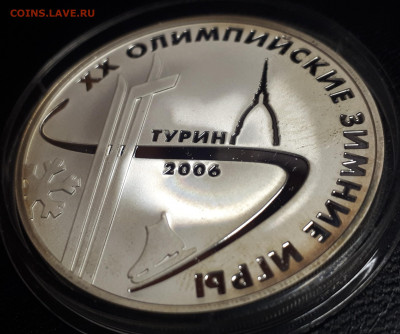 COINS.LAVE.RU
XX ОЛИМПИЙСКИЕ ЗИМНИЕ ИГРЫ
ТУРИН
2006